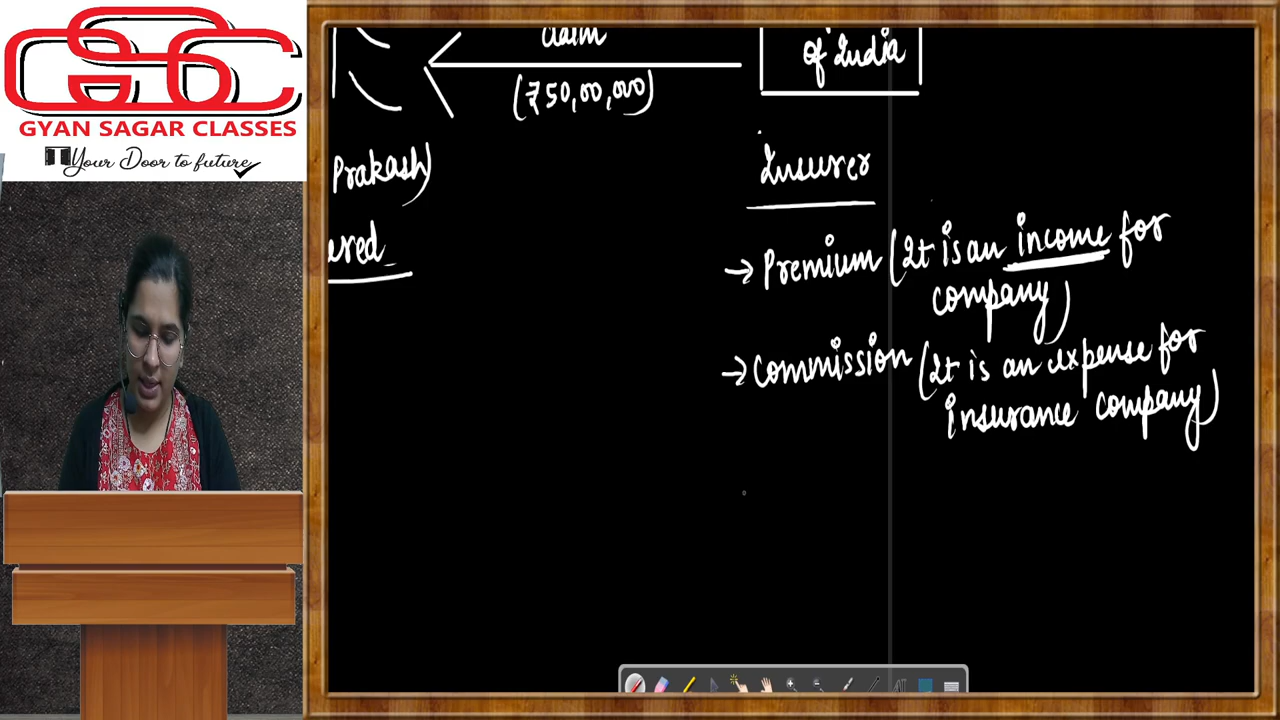 GSC
GYAN SAGAR CLASSES
Your Door to future
Claim
(₹50,00,000)
of India
Prakash)
ured
Insurer
→ Premium (It is an income for
company)
→ Commission (It is an expense for
insurance company)